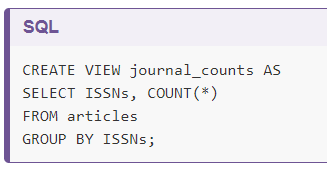 SQL
CREATE VIEW journal_counts AS
SELECT ISSNs, COUNT(*)
FROM articles
GROUP BY ISSNs;